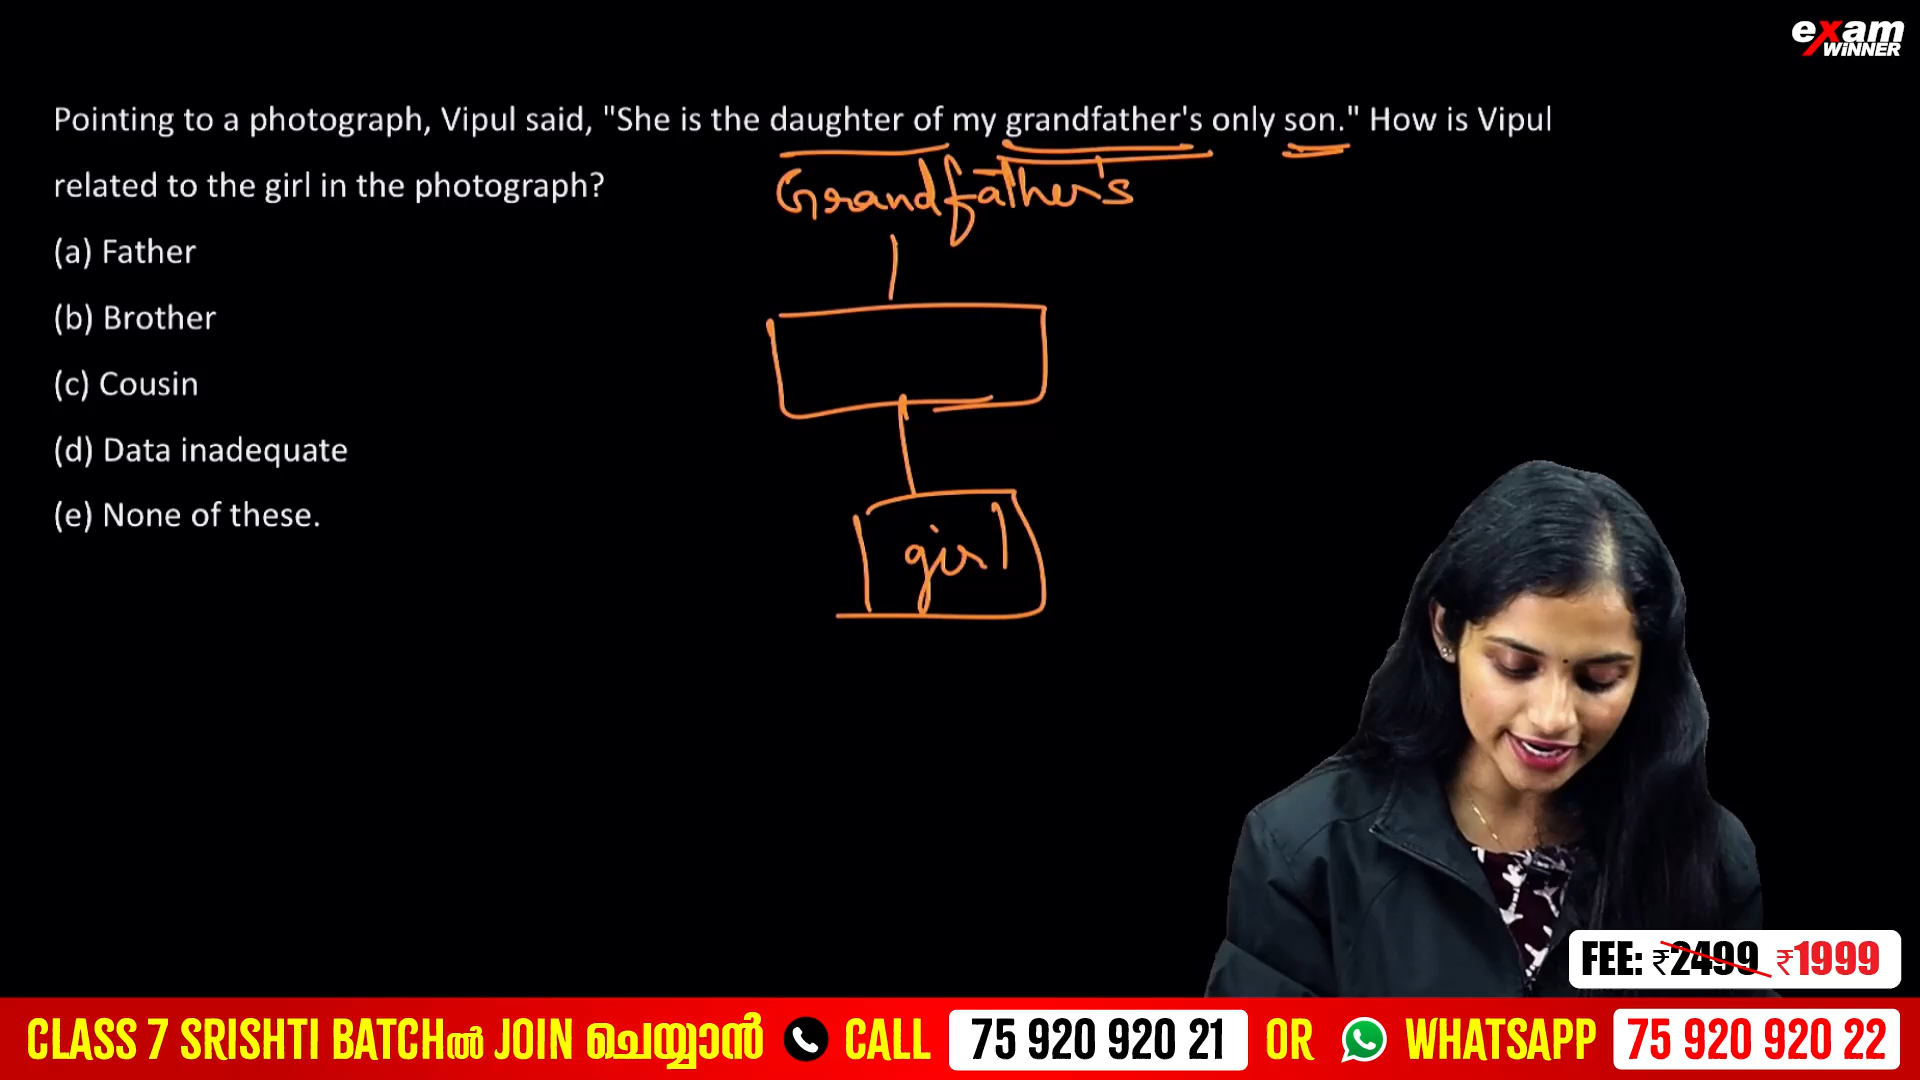 exam
WINNER
Pointing to a photograph, Vipul said, "She is the daughter of my grandfather's only son." How is Vipul
related to the girl in the photograph?
Grandfather's
(a) Father
(b) Brother
(c) Cousin
(d) Data inadequate
(e) None of these.
girl
FEE: ₹2499 ₹1999
CLASS 7 SRISHTI BATCHൽ JOIN ചെയ്യാൻ CALL 75 920 920 21 OR WHATSAPP 75 920 920 22